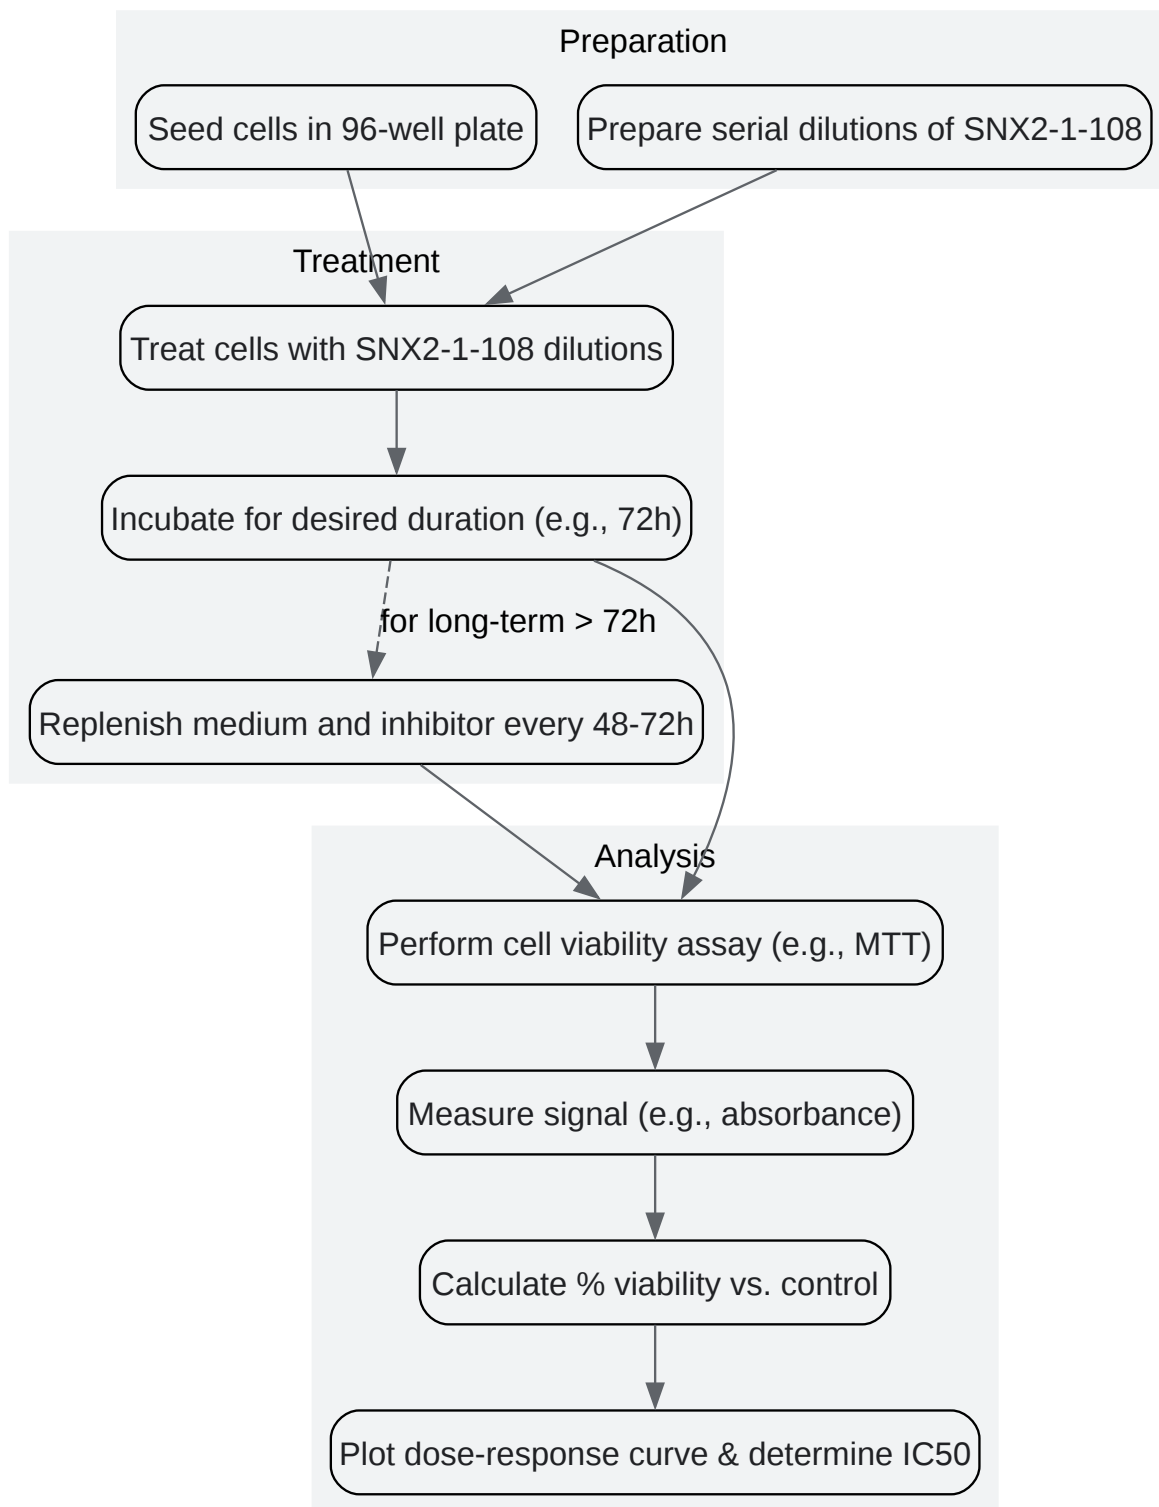 Preparation
Seed cells in 96-well plate
Prepare serial dilutions of SNX2-1-108
Treatment
Treat cells with SNX2-1-108 dilutions
Incubate for desired duration (e.g., 72h)
for long-term > 72h
Replenish medium and inhibitor every 48-72h
Analysis
Perform cell viability assay (e.g., MTT)
Measure signal (e.g., absorbance)
Calculate % viability vs. control
Plot dose-response curve & determine IC50